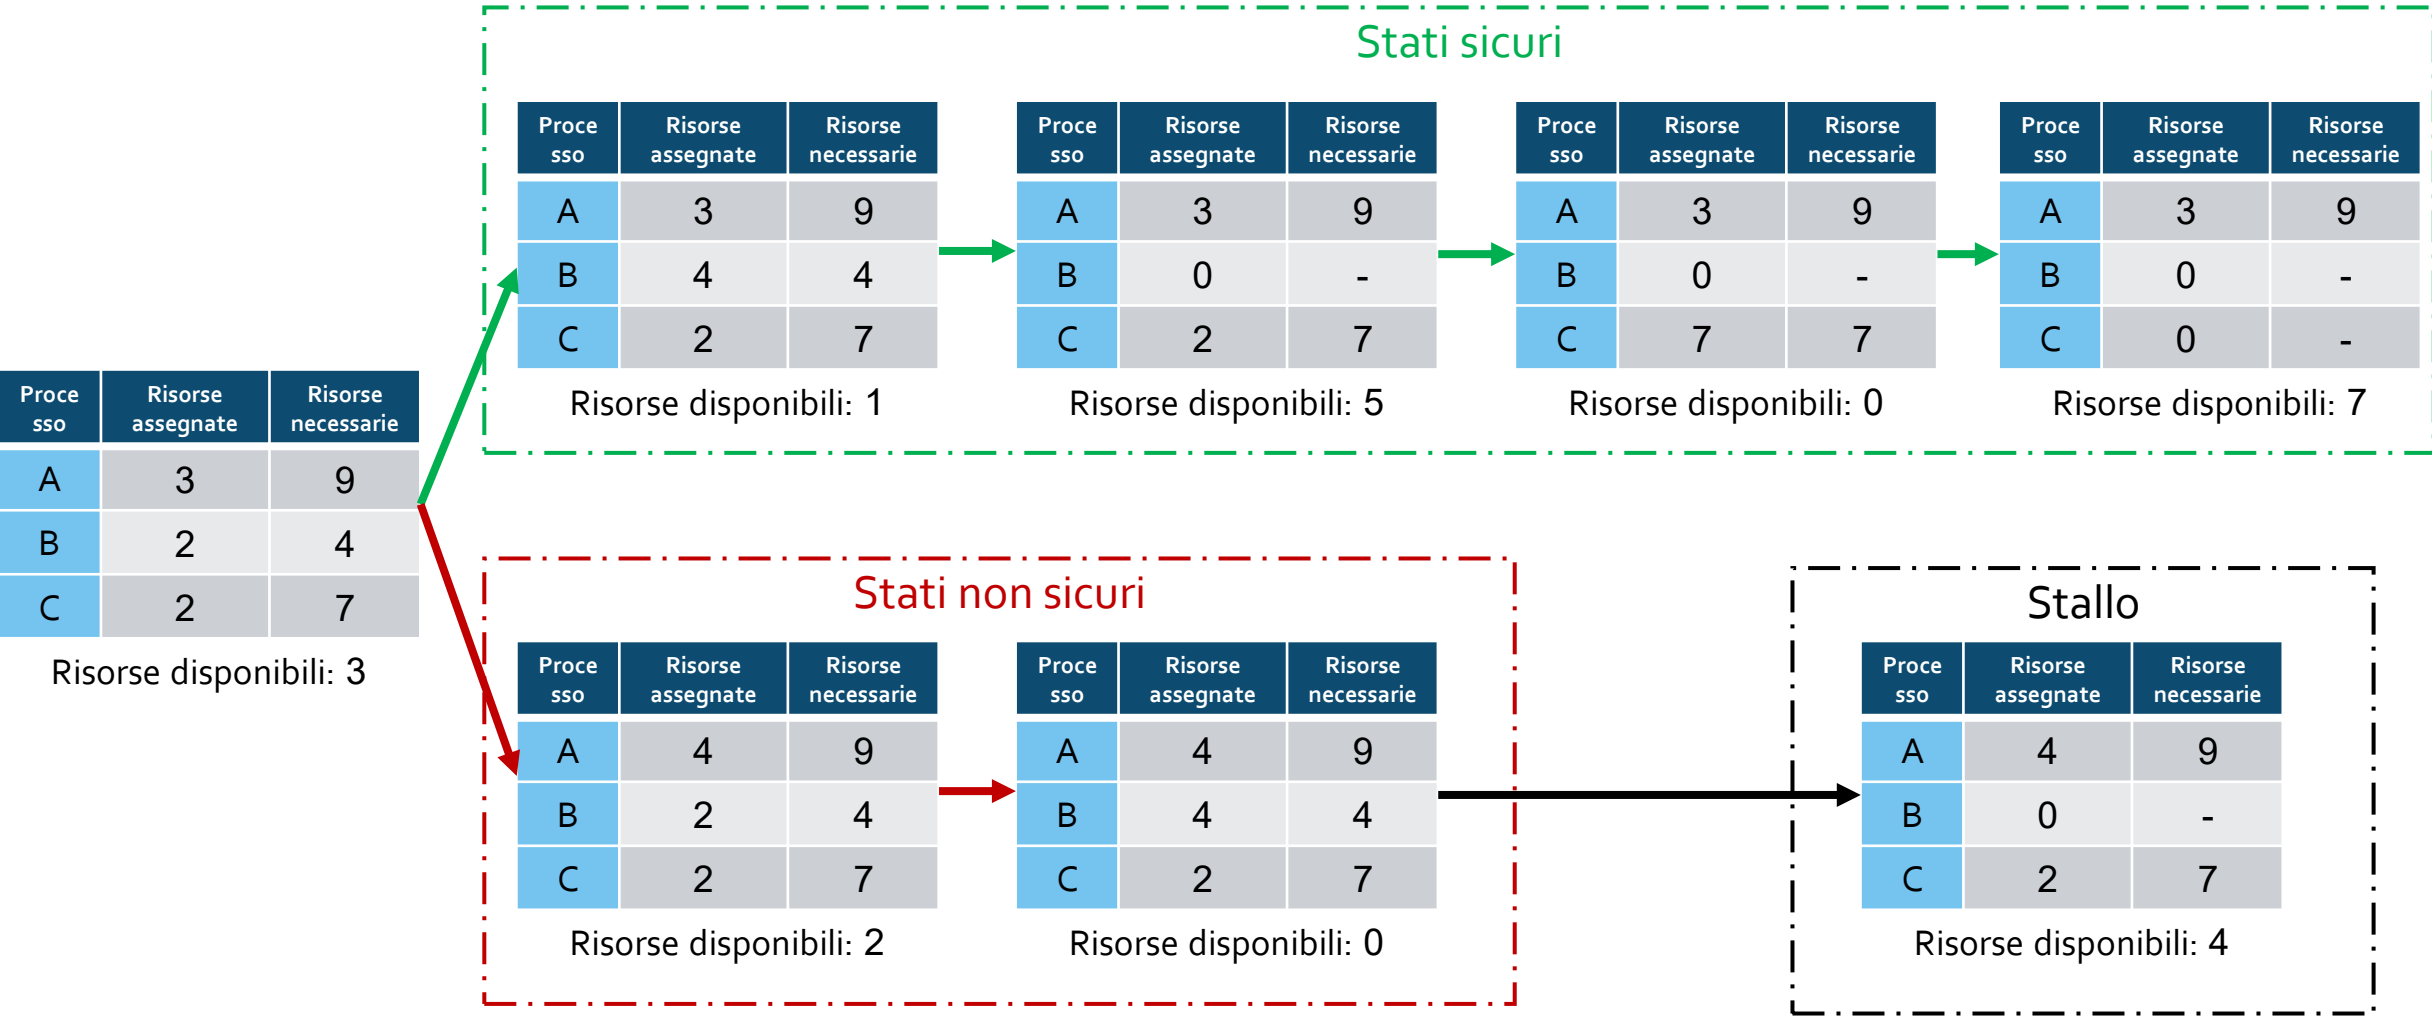 Stati sicuri
Proce Risorse Risorse
sso assegnate necessarie
A 3 9
B 4 4
C 2 7
Risorse disponibili: 1
Proce Risorse Risorse
sso assegnate necessarie
A 3 9
B 0 -
C 2 7
Risorse disponibili: 5
Proce Risorse Risorse
sso assegnate necessarie
A 3 9
B 0 -
C 7 7
Risorse disponibili: 0
Proce Risorse Risorse
sso assegnate necessarie
A 3 9
B 0 -
C 0 -
Risorse disponibili: 7
Proce Risorse Risorse
sso assegnate necessarie
A 3 9
B 2 4
C 2 7
Risorse disponibili: 3
Stati non sicuri
Proce Risorse Risorse
sso assegnate necessarie
A 4 9
B 2 4
C 2 7
Risorse disponibili: 2
Proce Risorse Risorse
sso assegnate necessarie
A 4 9
B 4 4
C 2 7
Risorse disponibili: 0
Stallo
Proce Risorse Risorse
sso assegnate necessarie
A 4 9
B 0 -
C 2 7
Risorse disponibili: 4